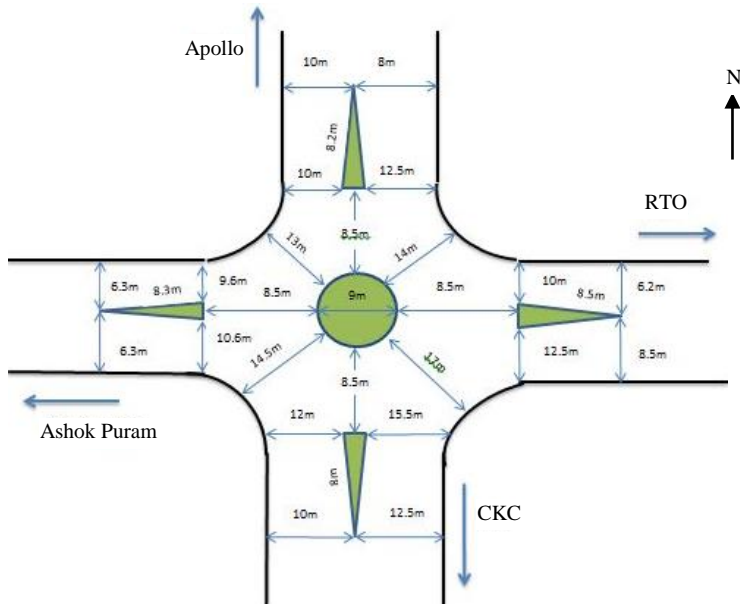 Apollo
10m
8m
N
8.2m
10m
12.5m
RTO
8.5m
13m
14m
6.3m
8.3m
9.6m
8.5m
9m
8.5m
10m
8.5m
6.2m
6.3m
10.6m
14.5m
8.5m
17m
12.5m
8.5m
Ashok Puram
12m
15.5m
8m
10m
12.5m
CKC